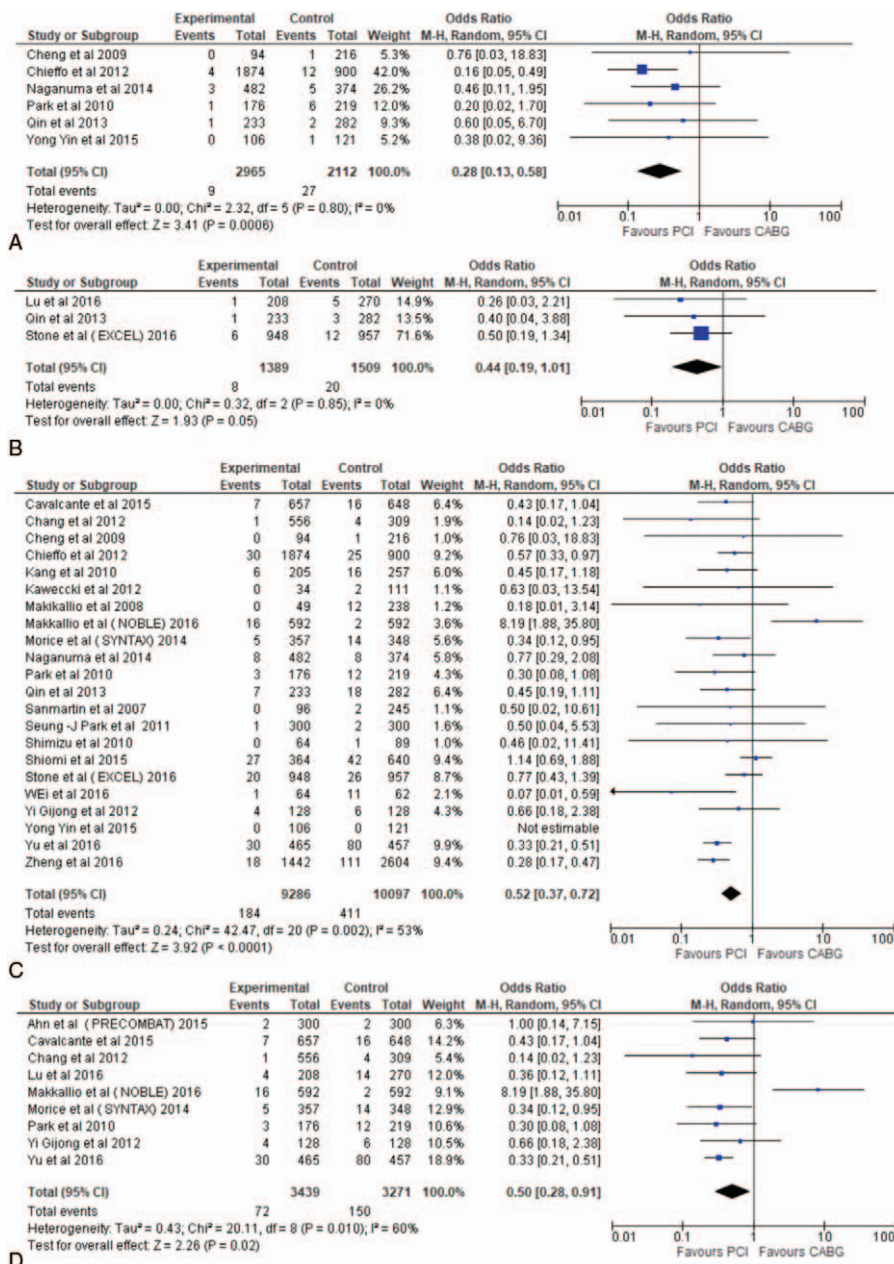 Experimental Control Odds Ratio Odds Ratio
Study or Subgroup Events Total Events Total Weight M-H, Random, 95% CI M-H, Random, 95% CI
Cheng et al 2009 0 94 1 216 5.3% 0.76 [0.03, 18.83]
Chieffo et al 2012 4 1874 12 900 42.0% 0.16 [0.05, 0.49]
Naganuma et al 2014 3 482 5 374 26.2% 0.46 [0.11, 1.95]
Park et al 2010 1 176 6 219 12.0% 0.20 [0.02, 1.70]
Qin et al 2013 1 233 2 282 9.3% 0.60 [0.05, 6.70]
Yong Yin et al 2015 0 106 1 121 5.2% 0.38 [0.02, 9.36]
Total (95% CI) 2965 2112 100.0% 0.28 [0.13, 0.58]
Total events 9 27
Heterogeneity: Tau² = 0.00; Chi² = 2.32, df = 5 (P = 0.80); I² = 0%
Test for overall effect: Z = 3.41 (P = 0.0006)
0.01 0.1 1 10 100
Favours PCI Favours CABG
A
Experimental Control Odds Ratio Odds Ratio
Study or Subgroup Events Total Events Total Weight M-H, Random, 95% CI M-H, Random, 95% CI
Lu et al 2016 1 208 5 270 14.9% 0.26 [0.03, 2.21]
Qin et al 2013 1 233 3 282 13.5% 0.40 [0.04, 3.88]
Stone et al ( EXCEL) 2016 6 948 12 957 71.6% 0.50 [0.19, 1.34]
Total (95% CI) 1389 1509 100.0% 0.44 [0.19, 1.01]
Total events 8 20
Heterogeneity: Tau² = 0.00; Chi² = 0.32, df = 2 (P = 0.85); I² = 0%
Test for overall effect: Z = 1.93 (P = 0.05)
0.01 0.1 1 10 100
Favours PCI Favours CABG
B
Experimental Control Odds Ratio Odds Ratio
Study or Subgroup Events Total Events Total Weight M-H, Random, 95% CI M-H, Random, 95% CI
Cavalcante et al 2015 7 657 16 648 6.4% 0.43 [0.17, 1.04]
Chang et al 2012 1 556 4 309 1.9% 0.14 [0.02, 1.23]
Cheng et al 2009 0 94 1 216 0.9% 0.76 [0.03, 18.83]
Chieffo et al 2012 30 1874 25 900 9.2% 0.57 [0.33, 0.97]
Kang et al 2010 6 205 16 257 6.0% 0.45 [0.17, 1.18]
Kaweccki et al 2012 0 34 2 111 1.0% 0.63 [0.03, 13.54]
Makikallio et al 2008 0 49 12 238 1.1% 0.18 [0.01, 3.14]
Makkallio et al ( NOBLE) 2016 16 592 2 592 3.6% 8.19 [1.88, 35.80]
Morice et al ( SYNTAX) 2014 5 357 14 348 5.6% 0.34 [0.12, 0.95]
Naganuma et al 2014 8 482 8 374 5.8% 0.77 [0.29, 2.08]
Park et al 2010 3 176 12 219 4.3% 0.30 [0.08, 1.08]
Qin et al 2013 7 233 18 282 6.4% 0.45 [0.19, 1.11]
Sanmartin et al 2007 0 96 2 245 1.0% 0.50 [0.02, 10.61]
Seung -J Park et al 2011 1 300 2 300 1.6% 0.50 [0.04, 5.53]
Shimizu et al 2010 0 64 1 89 0.9% 0.46 [0.02, 11.41]
Shiomi et al 2015 27 364 42 640 9.4% 1.14 [0.69, 1.88]
Stone et al ( EXCEL) 2016 20 948 26 957 8.7% 0.77 [0.43, 1.39]
WEi et al 2016 1 64 11 62 2.1% 0.07 [0.01, 0.59]
Yi Gijong et al 2012 4 128 6 128 4.3% 0.66 [0.18, 2.38]
Yong Yin et al 2015 0 106 0 121 Not estimable
Yu et al 2016 30 465 80 457 9.9% 0.33 [0.21, 0.51]
Zheng et al 2016 18 1442 111 2604 9.4% 0.28 [0.17, 0.47]
Total (95% CI) 9286 10097 100.0% 0.52 [0.37, 0.72]
Total events 184 411
Heterogeneity: Tau² = 0.24; Chi² = 42.47, df = 20 (P = 0.002); I² = 53%
Test for overall effect: Z = 3.92 (P < 0.0001)
0.01 0.1 1 10 100
Favours PCI Favours CABG
C
Experimental Control Odds Ratio Odds Ratio
Study or Subgroup Events Total Events Total Weight M-H, Random, 95% CI M-H, Random, 95% CI
Ahn et al ( PRECOMBAT) 2015 2 300 2 300 6.3% 1.00 [0.14, 7.15]
Cavalcante et al 2015 7 657 16 648 14.2% 0.43 [0.17, 1.04]
Chang et al 2012 1 556 4 309 5.4% 0.14 [0.02, 1.23]
Lu et al 2016 4 208 14 270 12.0% 0.36 [0.12, 1.11]
Makkallio et al ( NOBLE) 2016 16 592 2 592 9.1% 8.19 [1.88, 35.80]
Morice et al ( SYNTAX) 2014 5 357 14 348 12.9% 0.34 [0.12, 0.95]
Park et al 2010 3 176 12 219 10.6% 0.30 [0.08, 1.08]
Yi Gijong et al 2012 4 128 6 128 10.5% 0.66 [0.18, 2.38]
Yu et al 2016 30 465 80 457 18.9% 0.33 [0.21, 0.51]
Total (95% CI) 3439 3271 100.0% 0.50 [0.28, 0.91]
Total events 72 150
Heterogeneity: Tau² = 0.43; Chi² = 20.11, df = 8 (P = 0.010); I² = 60%
Test for overall effect: Z = 2.26 (P = 0.02)
0.01 0.1 1 10 100
Favours PCI Favours CABG
D